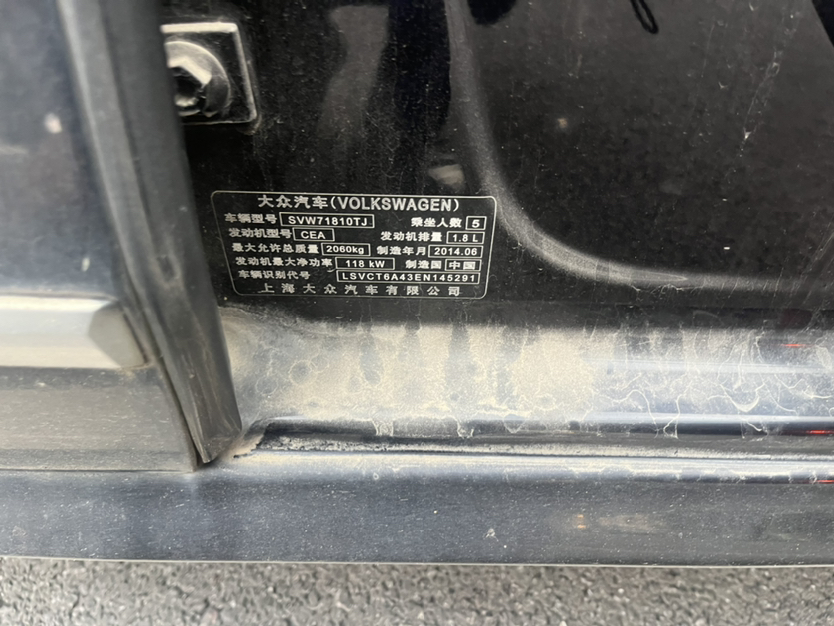 大众汽车(VOLKSWAGEN)
车辆型号 SVW71810TJ 乘坐人数 5
发动机型号 CEA 发动机排量 1.8 L
最大允许总质量 2060kg 制造年月 2014.06
发动机最大净功率 118 kW 制造国 中国
车辆识别代号 LSVCT6A43EN145291
上海大众汽车有限公司